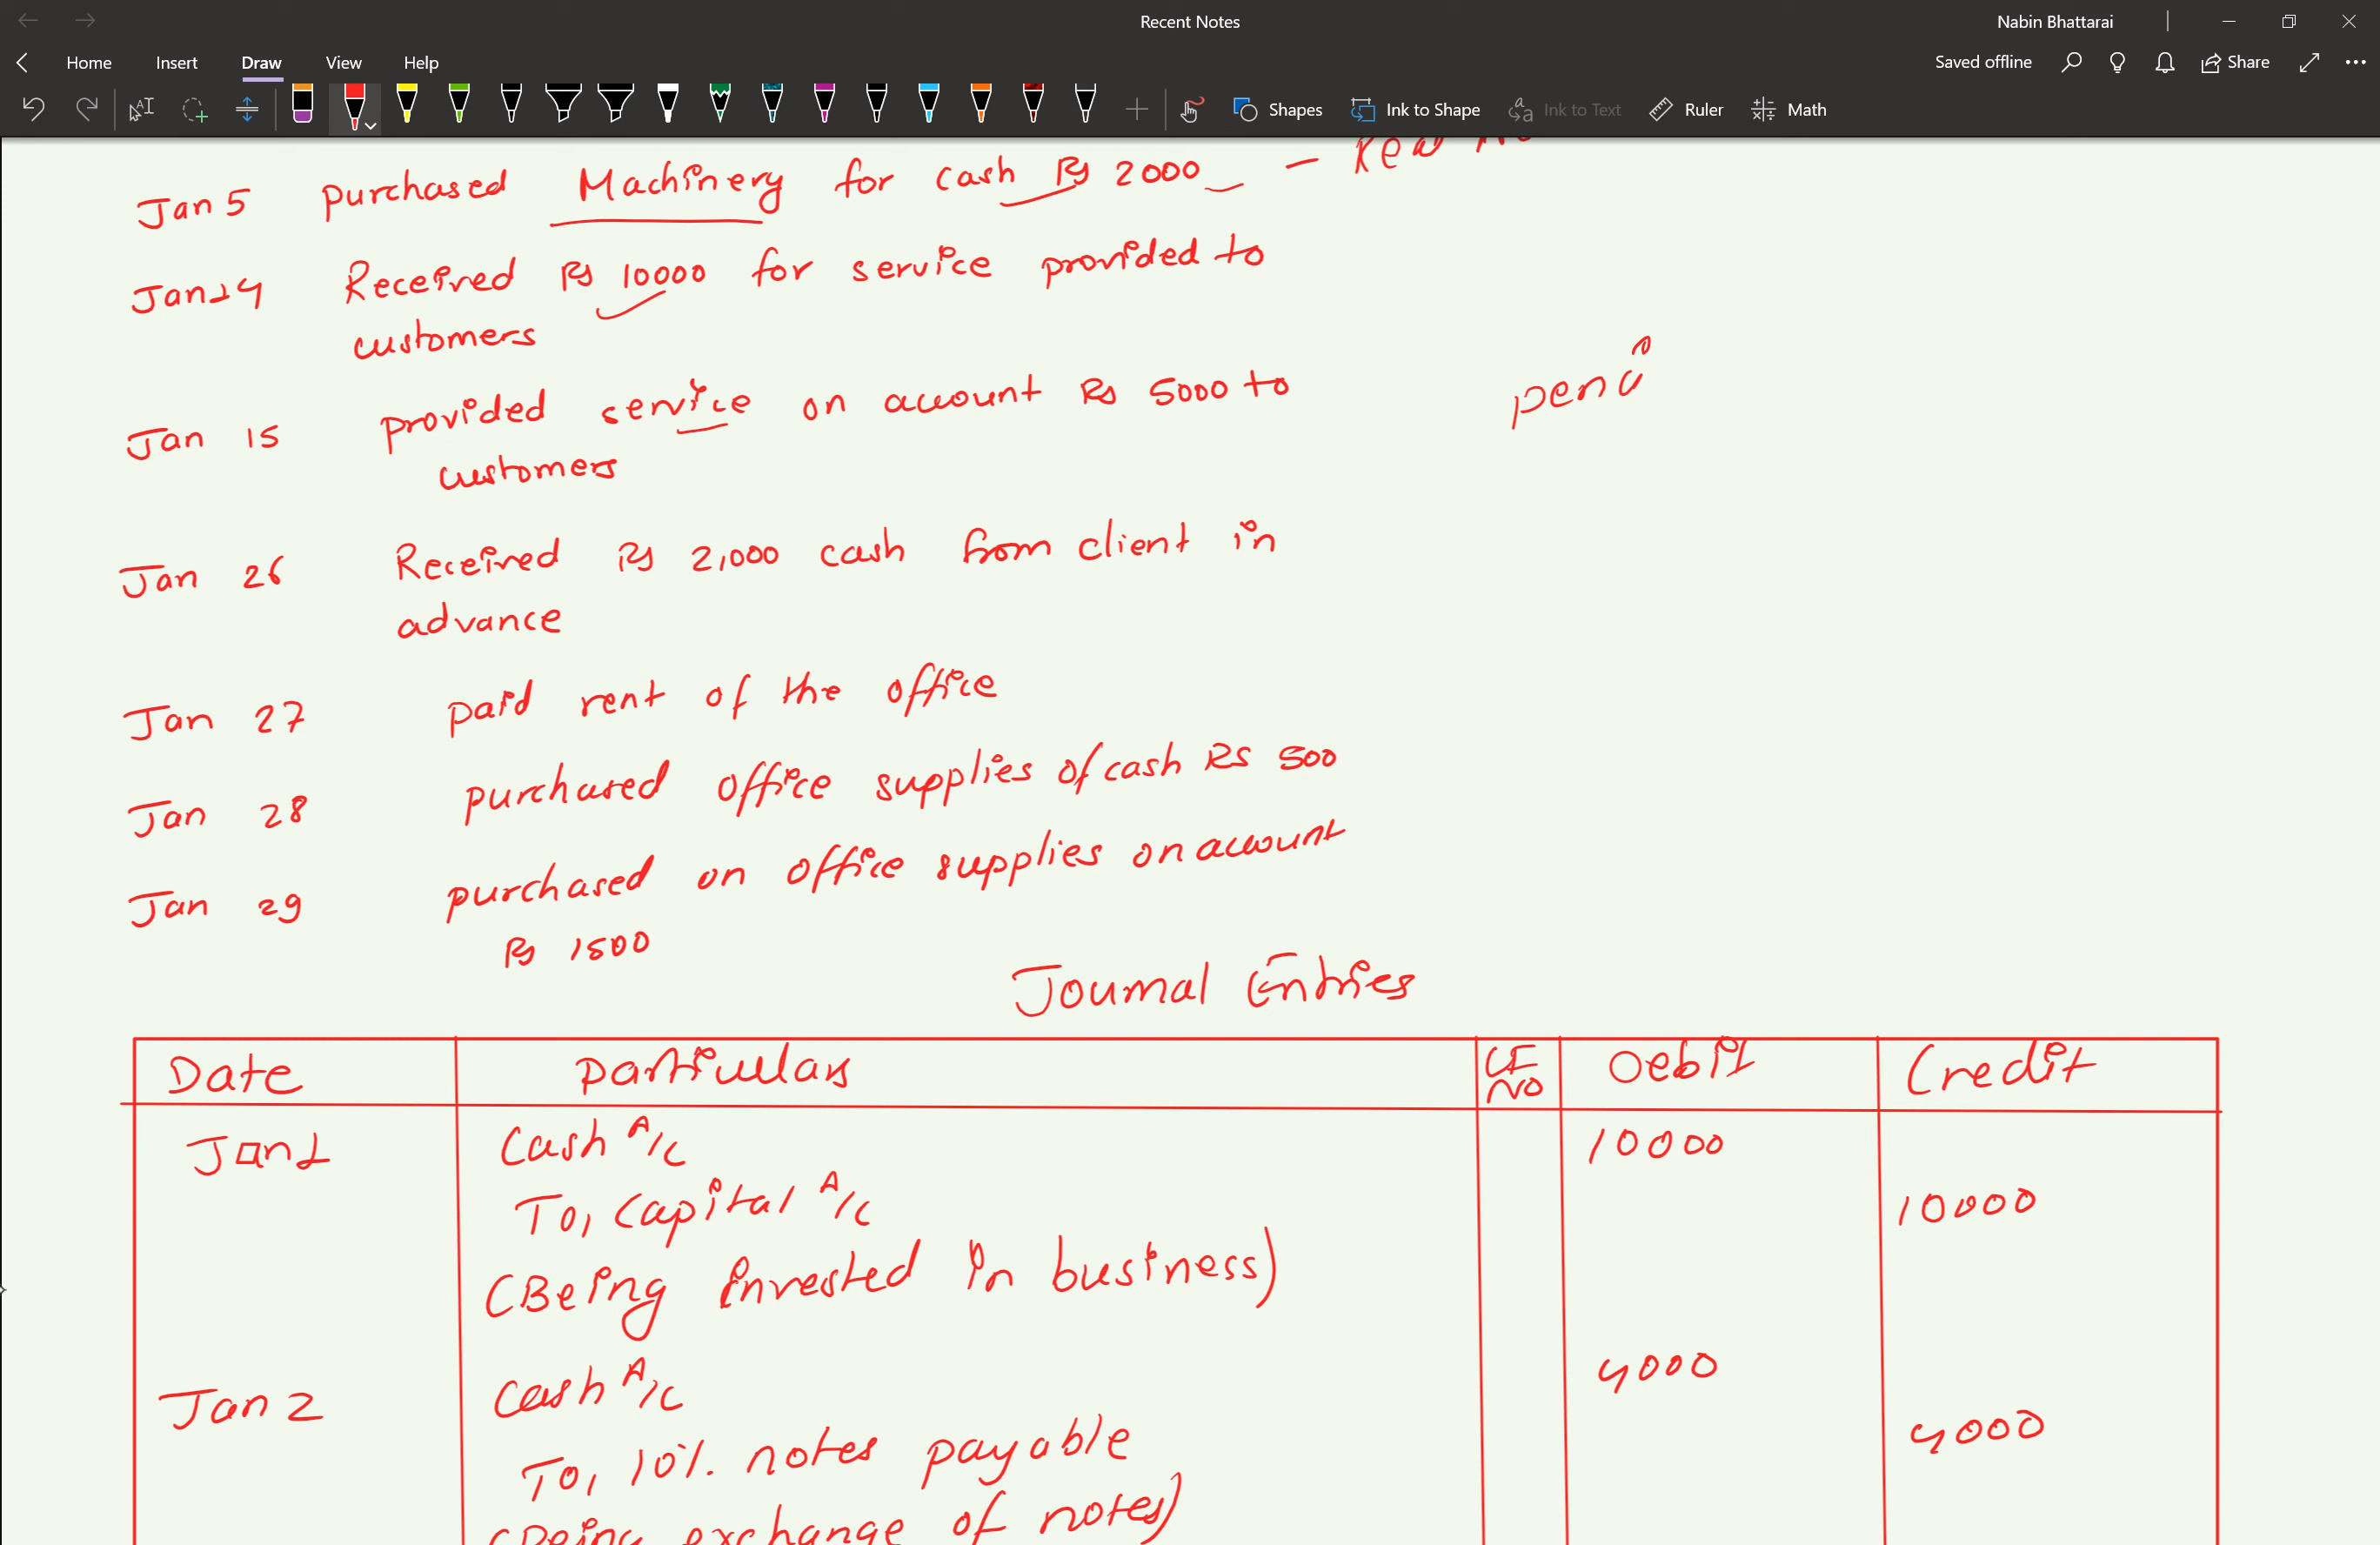 Recent Notes
Nabin Bhattarai
Home Insert Draw View Help
Saved offline
Share
Shapes Ink to Shape Ink to Text Ruler Math
Jan 5 purchased Machinery for cash Rs 2000 -
Jan 24 Received Rs 10000 for service provided to
customers
Jan 15 provided service on account Rs 5000 to
customers
Jan 26 Received Rs 2,000 cash from client in
advance
Jan 27 paid rent of the office
Jan 28 purchased office supplies of cash Rs 500
Jan 29 purchased on office supplies on account
Rs 1500
Journal Entries
Date Particulars LF NO Debit Credit
Jan 1 Cash A/c 10000
To, Capital A/c 10000
(Being invested in business)
Jan 2 Cash A/c 4000
To, 10%. notes payable 4000
(Being exchange of notes)